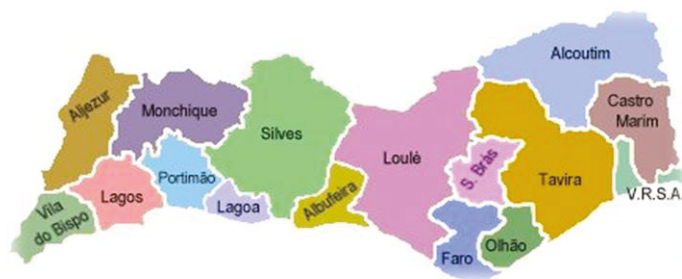 Alcoutim
Aljezur
Monchique
Castro
Marim
Silves
Loulé
S. Brás
Portimão
Tavira
Lagos
V.R.S.A
Vila
do Bispo
Lagoa
Albufeira
Faro
Olhão